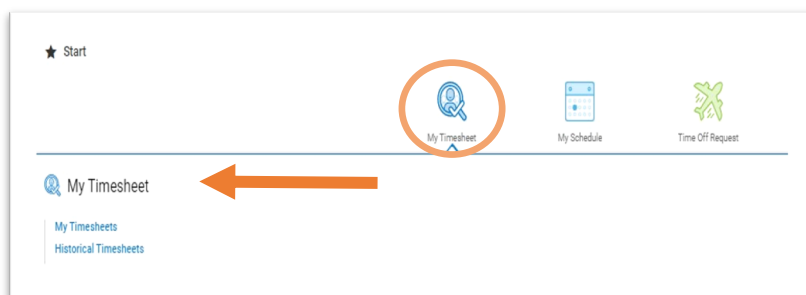 Start
My Timesheet
My Schedule
Time Off Request
My Timesheet
My Timesheets
Historical Timesheets